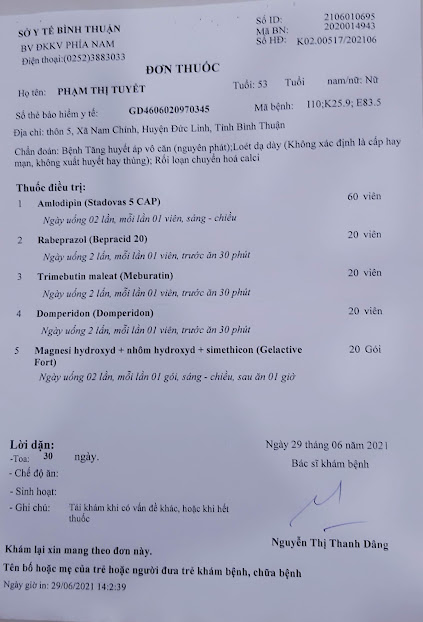 SỞ Y TẾ BÌNH THUẬN
BV ĐKKV PHÍA NAM
Điện thoại:(0252)3883033
Số ID: 2106010695
Mã BN: 2020014943
Số HĐ: K02.00517/202106
ĐƠN THUỐC
Họ tên: PHẠM THỊ TUYẾT Tuổi: 53 Tuổi nam/nữ: Nữ
Số thẻ bảo hiểm y tế: GD4606020970345 Mã bệnh: I10;K25.9; E83.5
Địa chỉ: thôn 5, Xã Nam Chính, Huyện Đức Linh, Tỉnh Bình Thuận
Chẩn đoán: Bệnh Tăng huyết áp vô căn (nguyên phát);Loét dạ dày (Không xác định là cấp hay
mạn, không xuất huyết hay thủng); Rối loạn chuyển hoá calci
Thuốc điều trị:
1 Amlodipin (Stadovas 5 CAP) 60 viên
Ngày uống 02 lần, mỗi lần 01 viên, sáng - chiều
2 Rabeprazol (Bepracid 20) 20 viên
Ngày uống 2 lần, mỗi lần 01 viên, trước ăn 30 phút
3 Trimebutin maleat (Meburatin) 20 viên
Ngày uống 2 lần, mỗi lần 01 viên, trước ăn 30 phút
4 Domperidon (Domperidon) 20 viên
Ngày uống 2 lần, mỗi lần 01 viên, trước ăn 30 phút
5 Magnesi hydroxyd + nhôm hydroxyd + simethicon (Gelactive
Fort) 20 Gói
Ngày uống 02 lần, mỗi lần 01 gói, sáng - chiều, sau ăn 01 giờ
Lời dặn:
-Toa: 30 ngày.
- Chế độ ăn:
- Sinh hoạt:
- Ghi chú: Tái khám khi có vấn đề khác, hoặc khi hết
thuốc
Ngày 29 tháng 06 năm 2021
Bác sĩ khám bệnh
Nguyễn Thị Thanh Dâng
Khám lại xin mang theo đơn này.
Tên bố hoặc mẹ của trẻ hoặc người đưa trẻ khám bệnh, chữa bệnh
Ngày giờ in: 29/06/2021 14:2:39